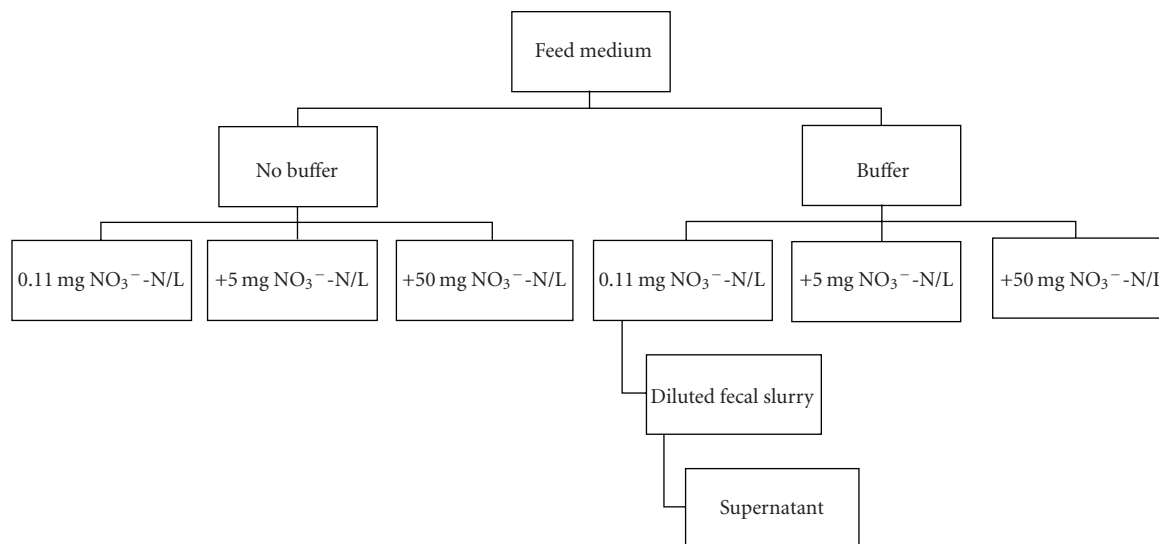 Feed medium
No buffer
Buffer
0.11 mg NO₃⁻-N/L
+5 mg NO₃⁻-N/L
+50 mg NO₃⁻-N/L
0.11 mg NO₃⁻-N/L
+5 mg NO₃⁻-N/L
+50 mg NO₃⁻-N/L
Diluted fecal slurry
Supernatant